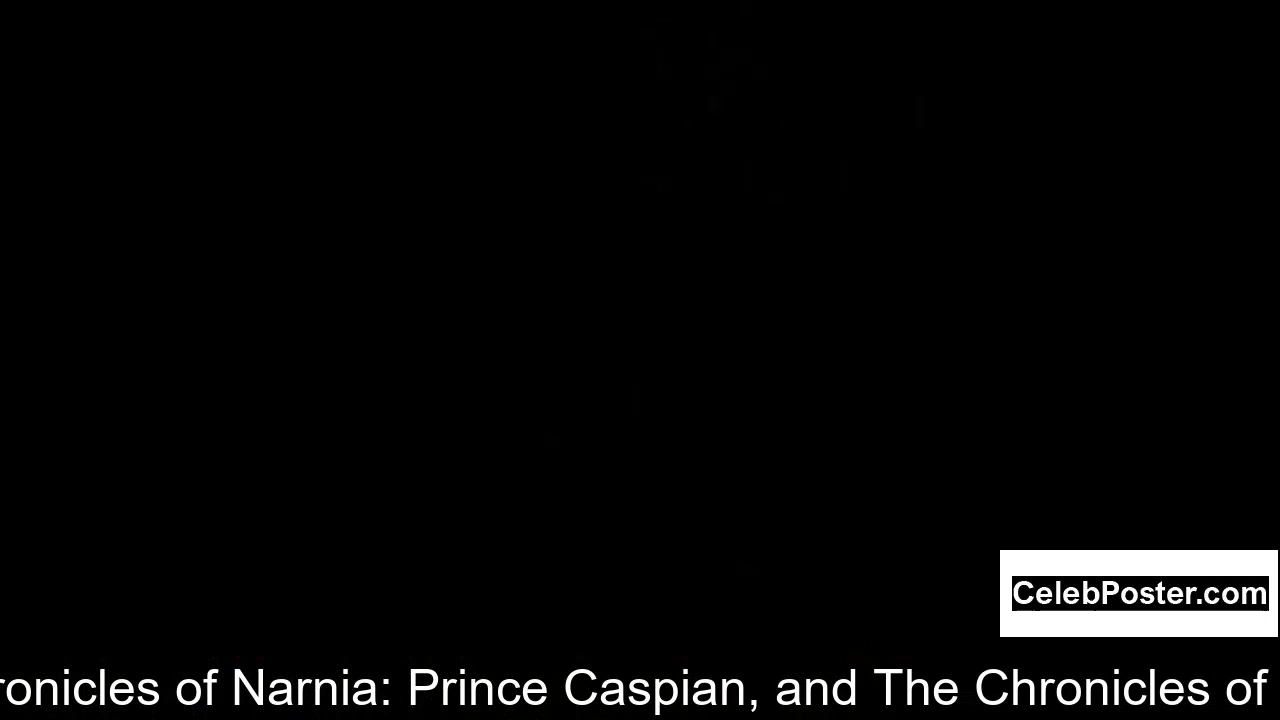 CelebPoster.com
ronicles of Narnia: Prince Caspian, and The Chronicles of